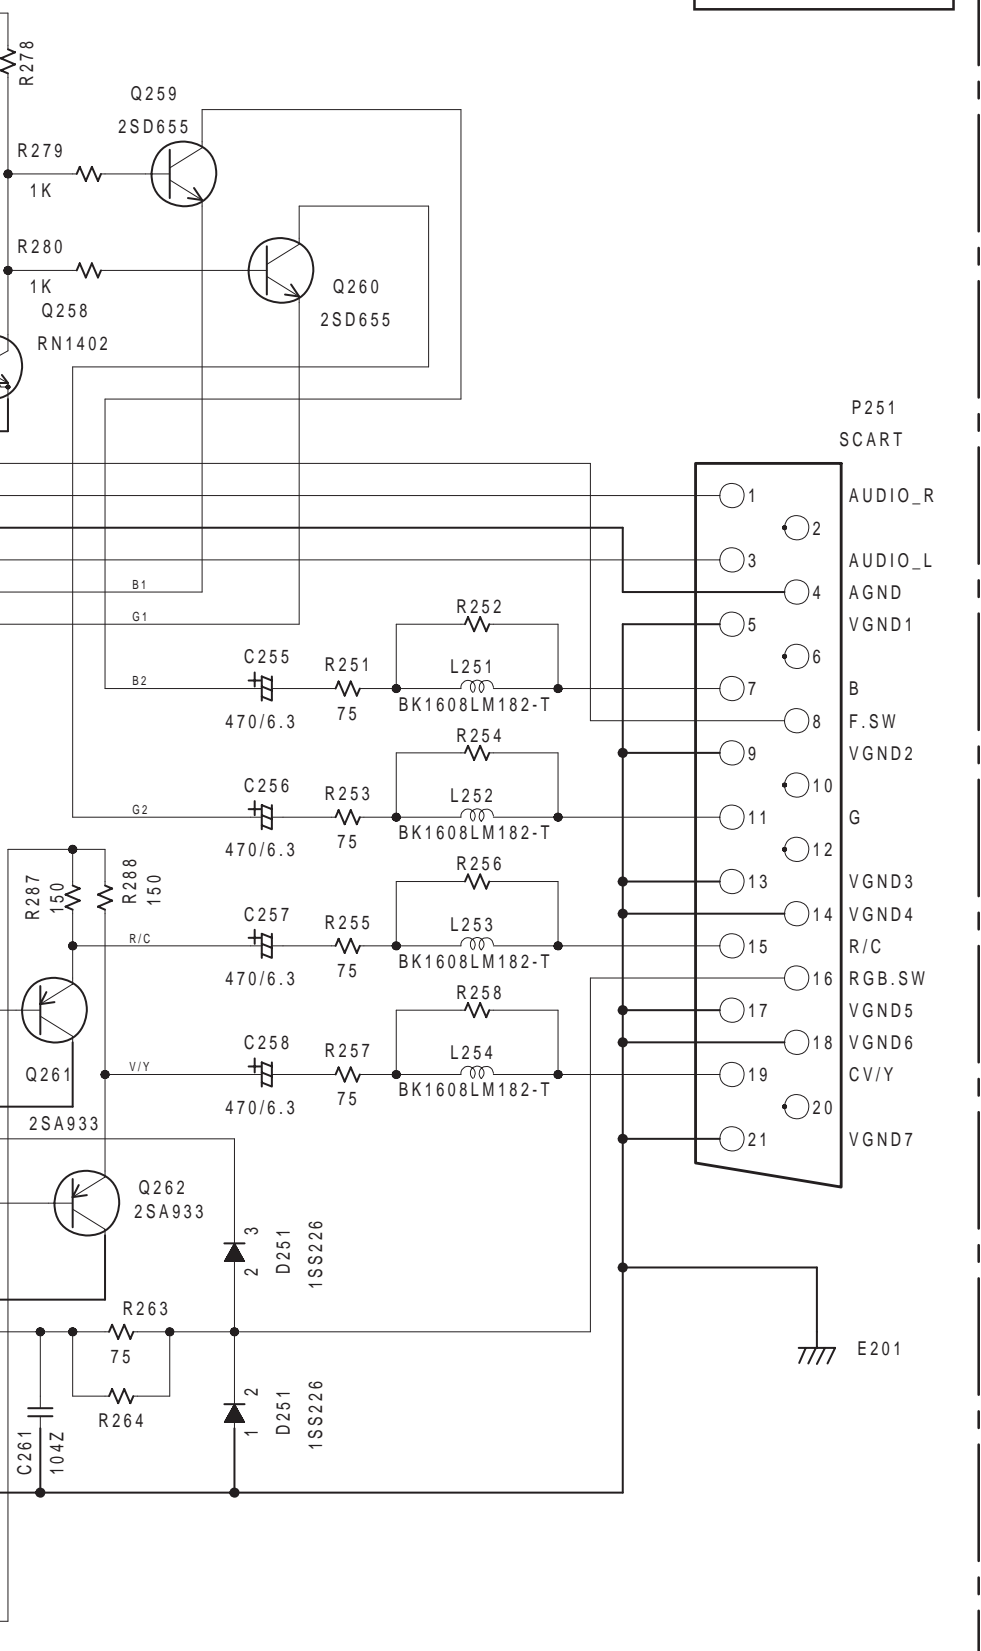 R278
Q259
2SD655
R279
1K
R280
1K
Q260
2SD655
Q258
RN1402
P251
SCART
1
AUDIO_R
2
3
AUDIO_L
4
AGND
5
VGND1
6
7
B
8
F.SW
9
VGND2
10
11
G
12
13
VGND3
14
VGND4
15
R/C
16
RGB.SW
17
VGND5
18
VGND6
19
CV/Y
20
21
VGND7
B1
G1
B2
C255
+
470/6.3
R251
75
R252
L251
BK1608LM182-T
G2
C256
+
470/6.3
R253
75
R254
L252
BK1608LM182-T
R287
150
R288
150
R/C
C257
+
470/6.3
R255
75
R256
L253
BK1608LM182-T
Q261
2SA933
V/Y
C258
+
470/6.3
R257
75
R258
L254
BK1608LM182-T
Q262
2SA933
3
2
D251
1SS226
R263
75
R264
2
1
D251
1SS226
C261
104Z
E201